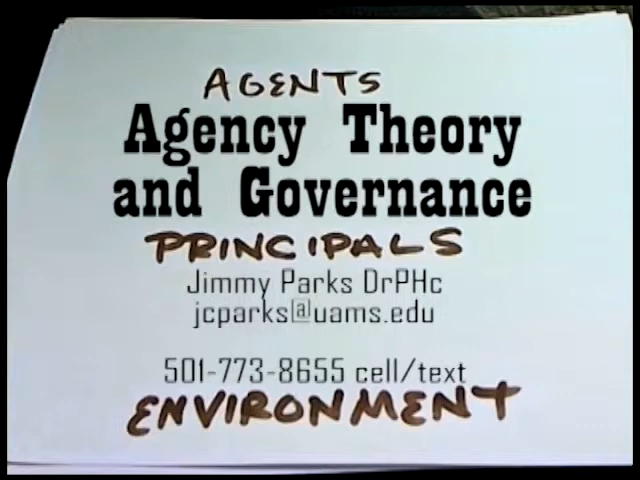 AGENTS
Agency Theory
and Governance
PRINCIPALS
Jimmy Parks DrPHc
jcparks@uams.edu
501-773-8655 cell/text
ENVIRONMENT